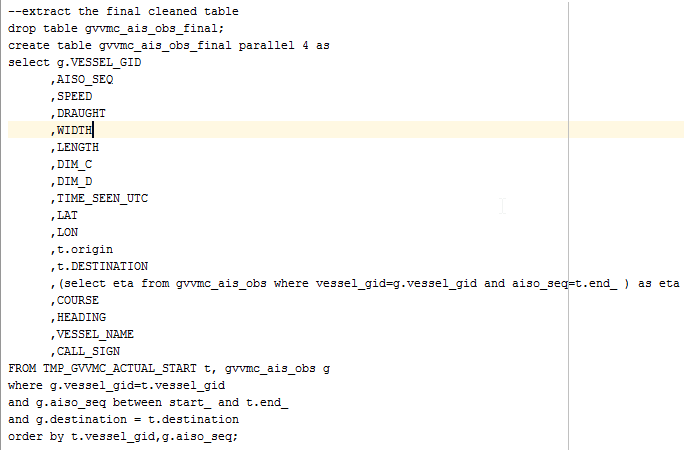 --extract the final cleaned table
drop table gvvmc_ais_obs_final;
create table gvvmc_ais_obs_final parallel 4 as
select g.VESSEL_GID
,AISO_SEQ
,SPEED
,DRAUGHT
,WIDTH
,LENGTH
,DIM_C
,DIM_D
,TIME_SEEN_UTC
,LAT
,LON
,t.origin
,t.DESTINATION
,(select eta from gvvmc_ais_obs where vessel_gid=g.vessel_gid and aiso_seq=t.end_ ) as eta
,COURSE
,HEADING
,VESSEL_NAME
,CALL_SIGN
FROM TMP_GVVMC_ACTUAL_START t, gvvmc_ais_obs g
where g.vessel_gid=t.vessel_gid
and g.aiso_seq between start_ and t.end_
and g.destination = t.destination
order by t.vessel_gid,g.aiso_seq;